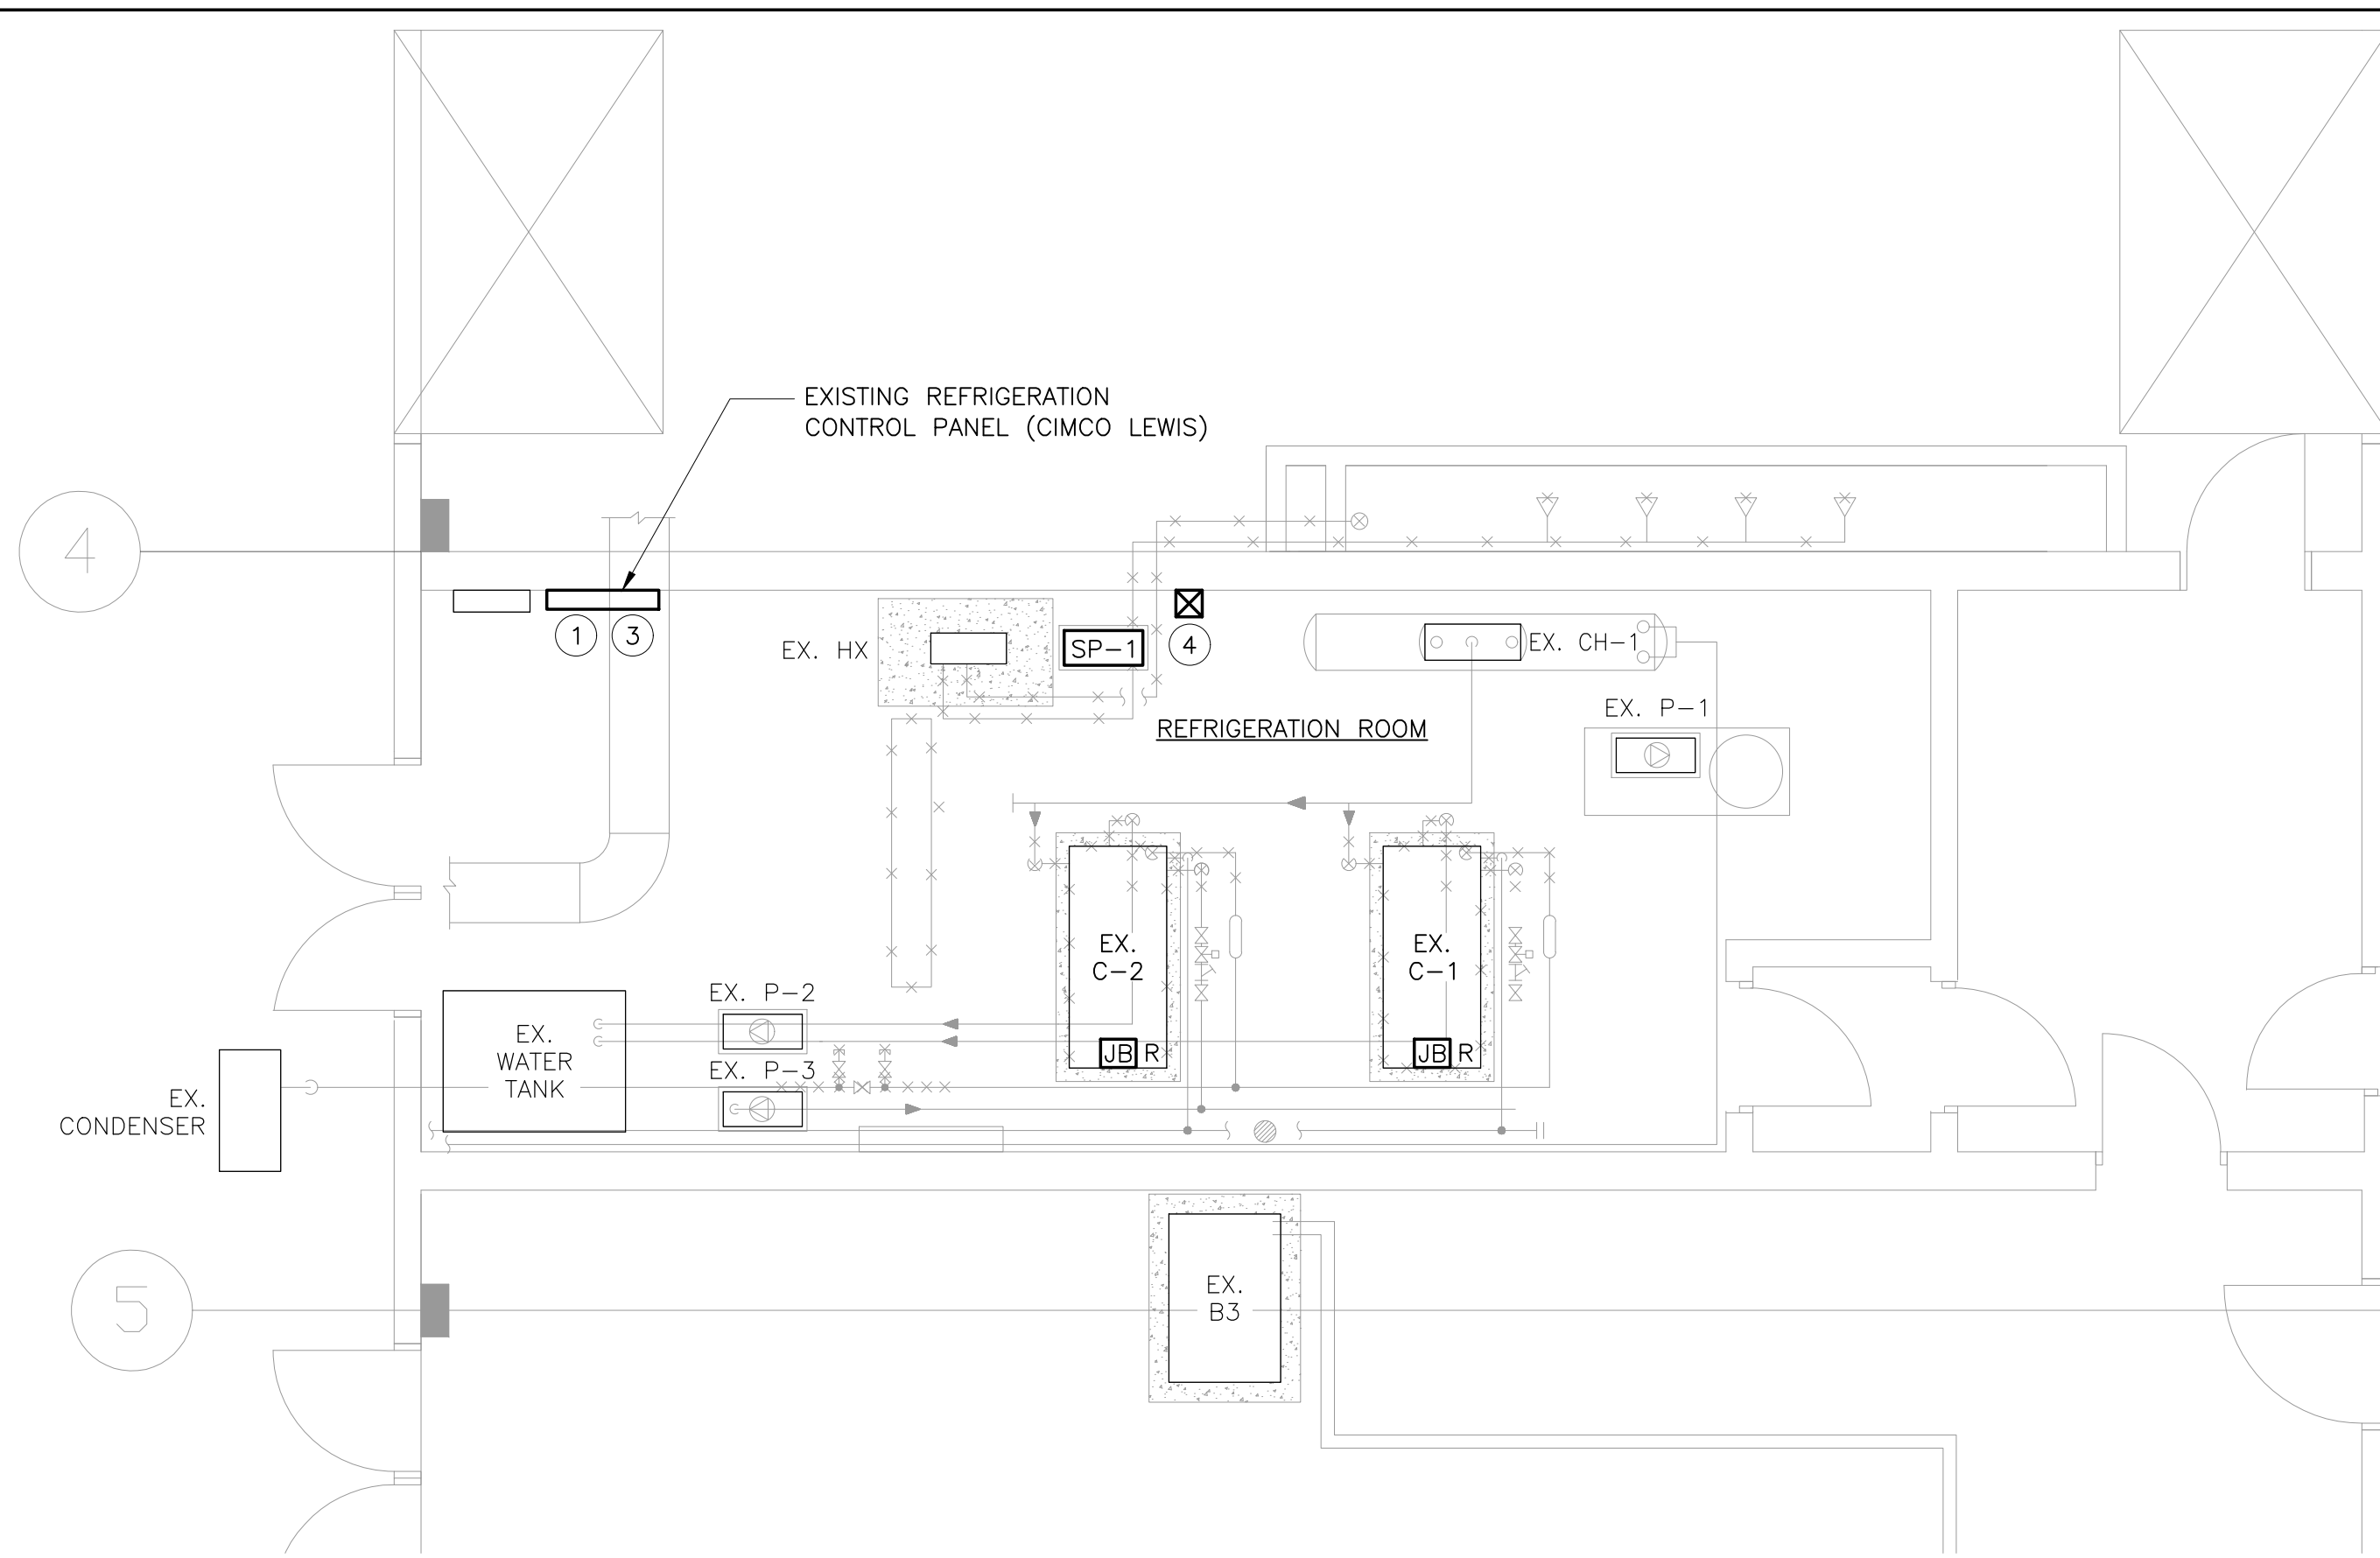 EXISTING REFRIGERATION
CONTROL PANEL (CIMCO LEWIS)
4
1
3
EX. HX
SP-1
4
EX. CH-1
EX. P-1
REFRIGERATION ROOM
EX.
C-2
EX.
C-1
EX. P-2
EX.
WATER
TANK
JB R
JB R
EX. P-3
EX.
CONDENSER
EX.
B3
5